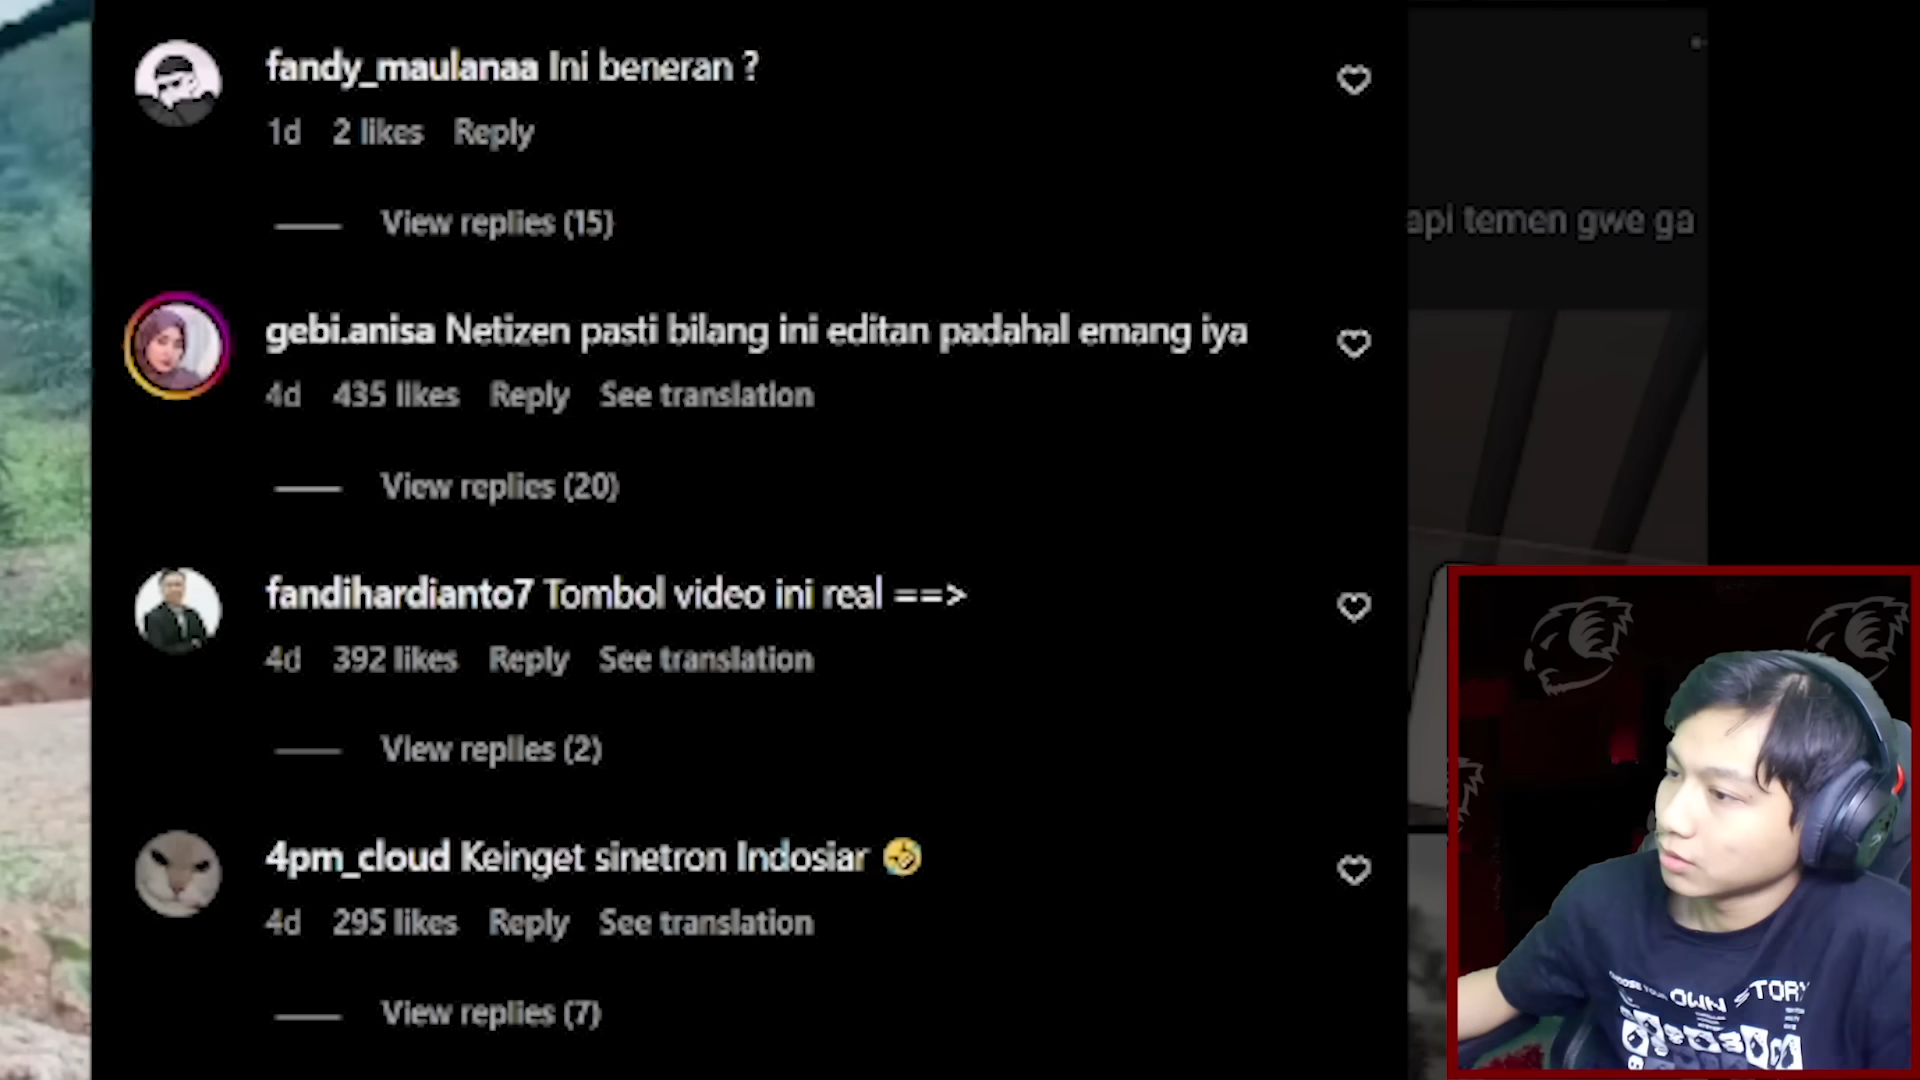 fandy_maulanaa Ini beneran ?
1d 2 likes Reply
View replies (15)
api temen gwe ga
gebi.anisa Netizen pasti bilang ini editan padahal emang iya
4d 435 likes Reply See translation
View replies (20)
fandihardianto7 Tombol video ini real ==>
4d 392 likes Reply See translation
View replies (2)
4pm_cloud Keinget sinetron Indosiar 🤣
4d 295 likes Reply See translation
View replies (7)
CHOOSE YOUR OWN STORY